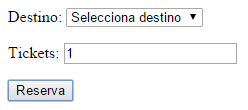 Destino: Selecciona destino
Tickets: 1
Reserva